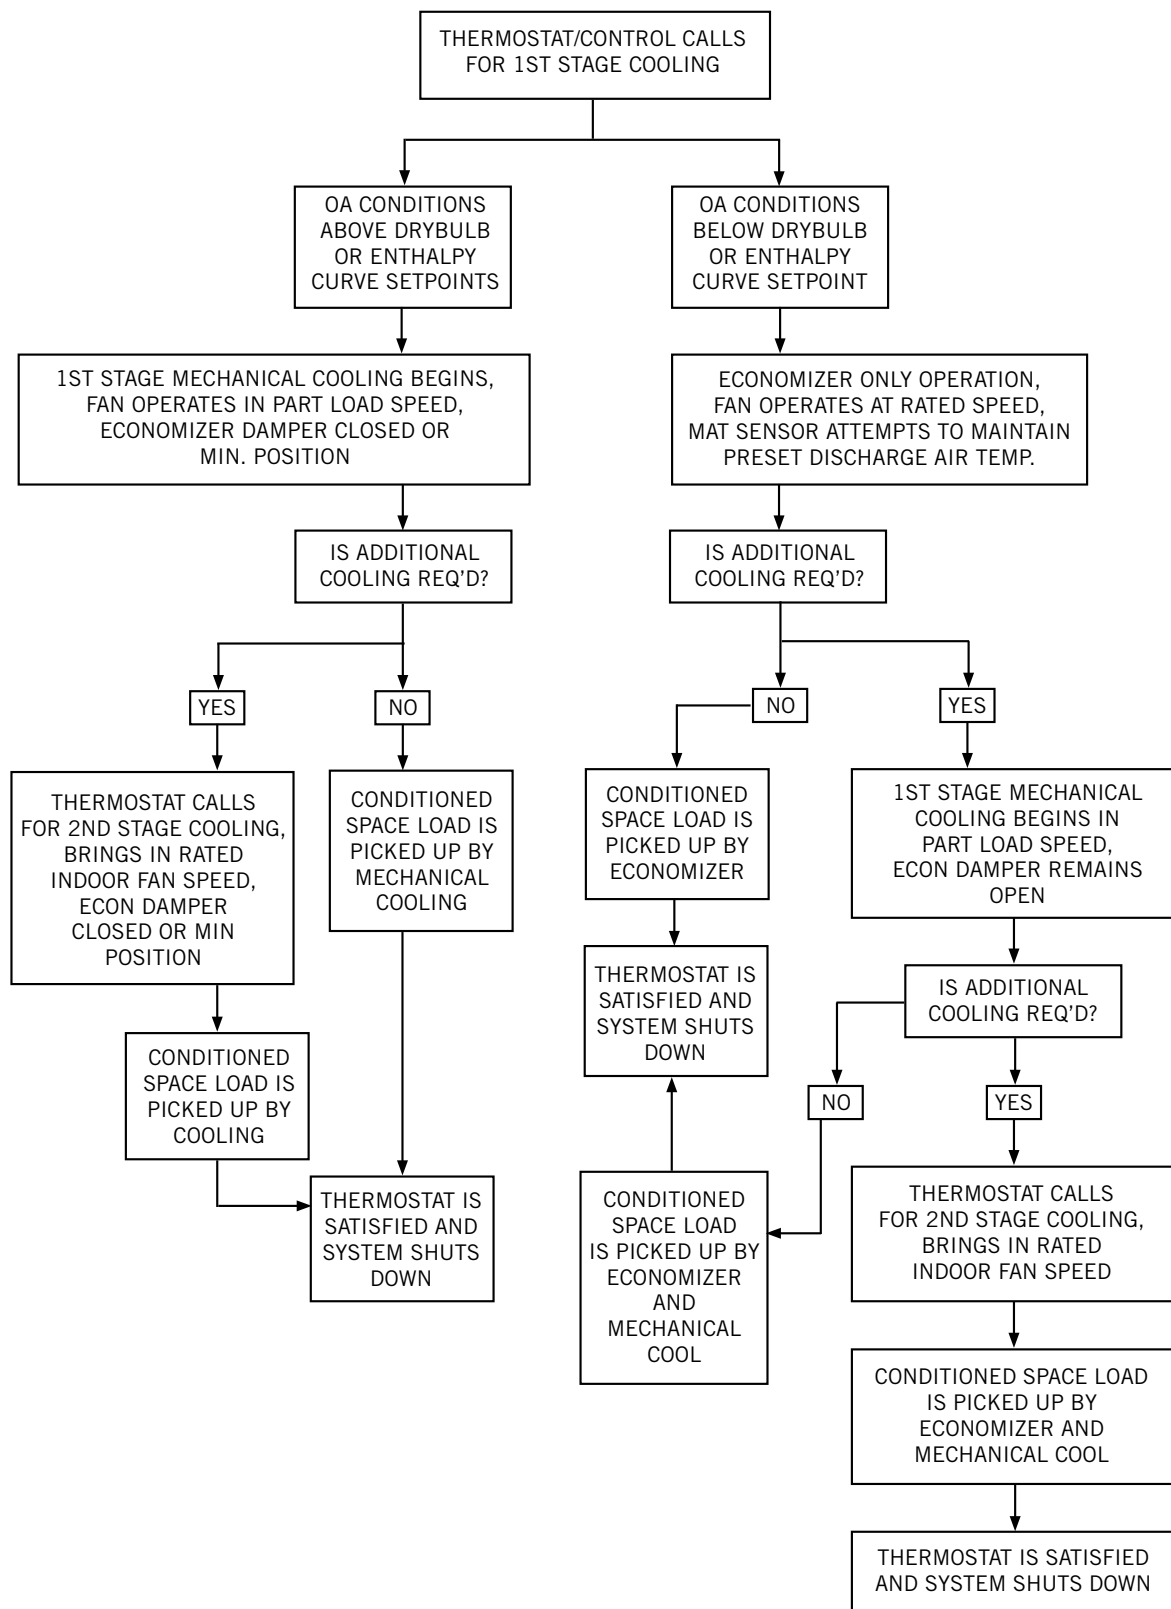 THERMOSTAT/CONTROL CALLS
FOR 1ST STAGE COOLING
OA CONDITIONS
ABOVE DRYBULB
OR ENTHALPY
CURVE SETPOINTS
OA CONDITIONS
BELOW DRYBULB
OR ENTHALPY
CURVE SETPOINT
1ST STAGE MECHANICAL COOLING BEGINS,
FAN OPERATES IN PART LOAD SPEED,
ECONOMIZER DAMPER CLOSED OR
MIN. POSITION
ECONOMIZER ONLY OPERATION,
FAN OPERATES AT RATED SPEED,
MAT SENSOR ATTEMPTS TO MAINTAIN
PRESET DISCHARGE AIR TEMP.
IS ADDITIONAL
COOLING REQ’D?
IS ADDITIONAL
COOLING REQ’D?
YES
NO
NO
YES
THERMOSTAT CALLS
FOR 2ND STAGE COOLING,
BRINGS IN RATED
INDOOR FAN SPEED,
ECON DAMPER
CLOSED OR MIN
POSITION
CONDITIONED
SPACE LOAD IS
PICKED UP BY
MECHANICAL
COOLING
CONDITIONED
SPACE LOAD IS
PICKED UP BY
ECONOMIZER
1ST STAGE MECHANICAL
COOLING BEGINS IN
PART LOAD SPEED,
ECON DAMPER REMAINS
OPEN
THERMOSTAT IS
SATISFIED AND
SYSTEM SHUTS
DOWN
IS ADDITIONAL
COOLING REQ’D?
CONDITIONED
SPACE LOAD IS
PICKED UP BY
COOLING
NO
YES
THERMOSTAT IS
SATISFIED AND
SYSTEM SHUTS
DOWN
CONDITIONED
SPACE LOAD
IS PICKED UP BY
ECONOMIZER
AND
MECHANICAL
COOL
THERMOSTAT CALLS
FOR 2ND STAGE COOLING,
BRINGS IN RATED
INDOOR FAN SPEED
CONDITIONED SPACE LOAD
IS PICKED UP BY
ECONOMIZER AND
MECHANICAL COOL
THERMOSTAT IS SATISFIED
AND SYSTEM SHUTS DOWN